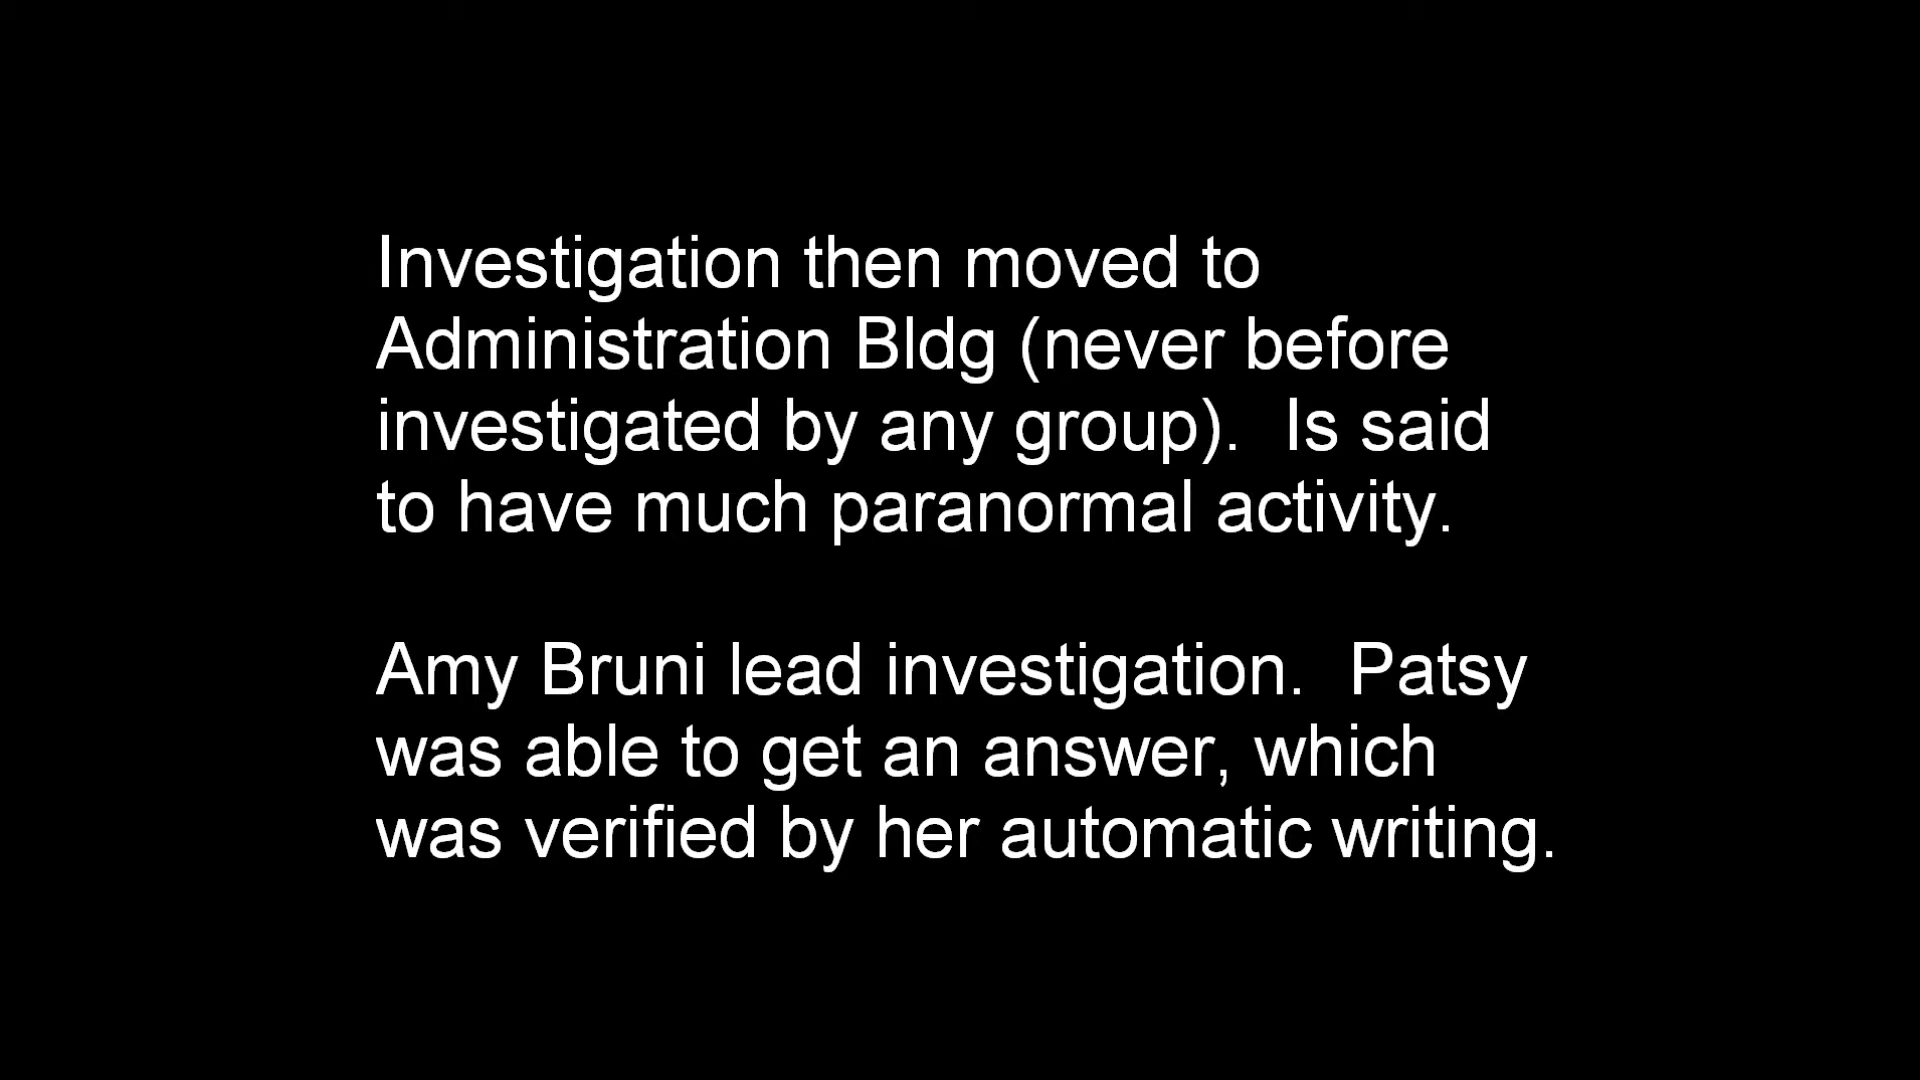 Investigation then moved to
Administration Bldg (never before
investigated by any group).  Is said
to have much paranormal activity.
Amy Bruni lead investigation.  Patsy
was able to get an answer, which
was verified by her automatic writing.